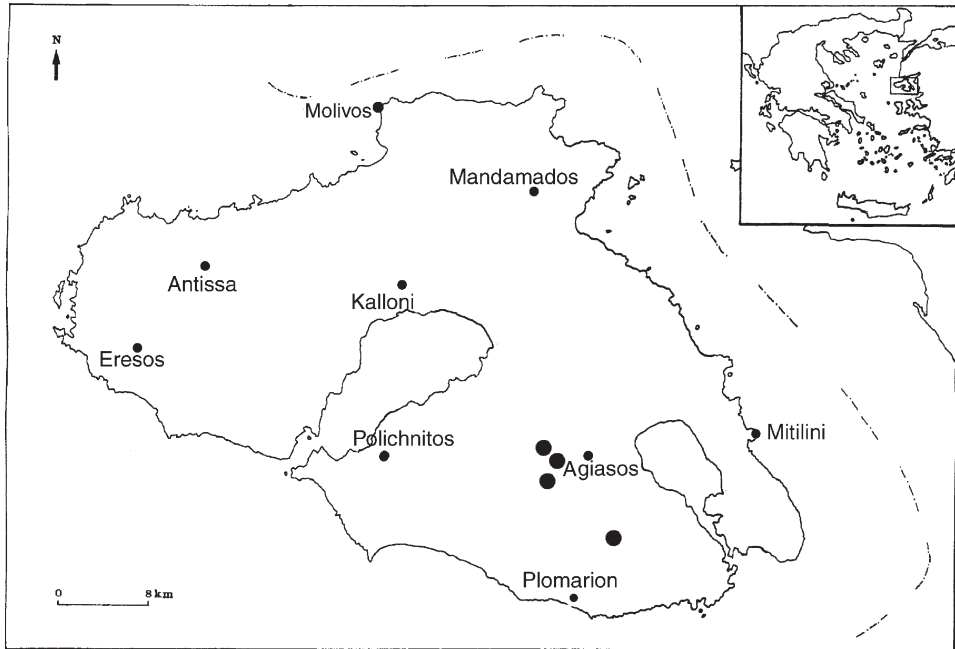 N
Molivos
Mandamados
Antissa
Kalloni
Eresos
Mitilini
Polichnitos
Agiasos
Plomarion
0 8 km